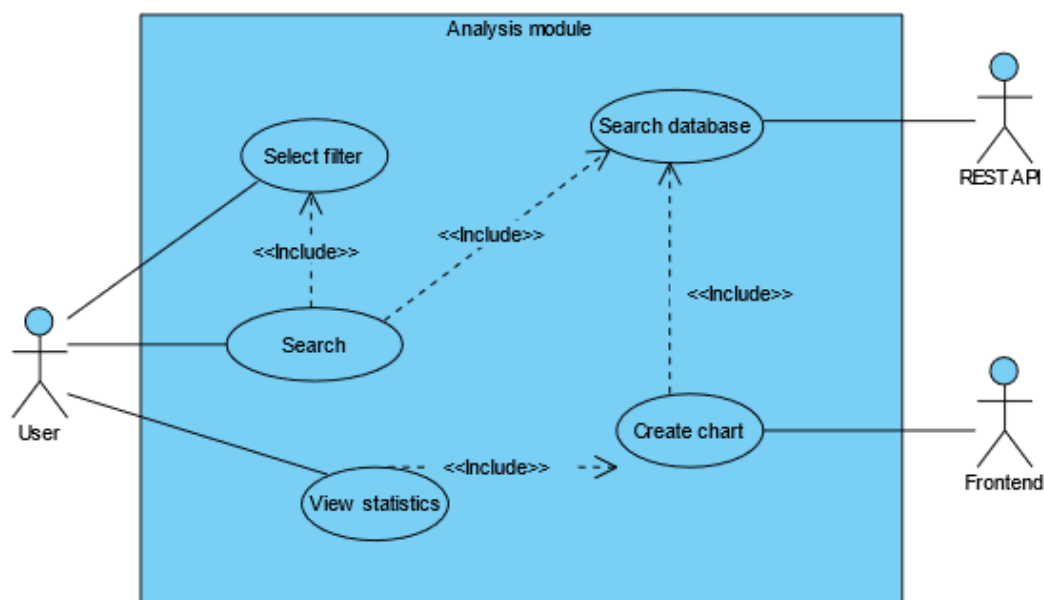 Analysis module
Search database
Select filter
REST API
<<Include>>
<<Include>>
<<Include>>
Search
User
Create chart
<<Include>>
Frontend
View statistics